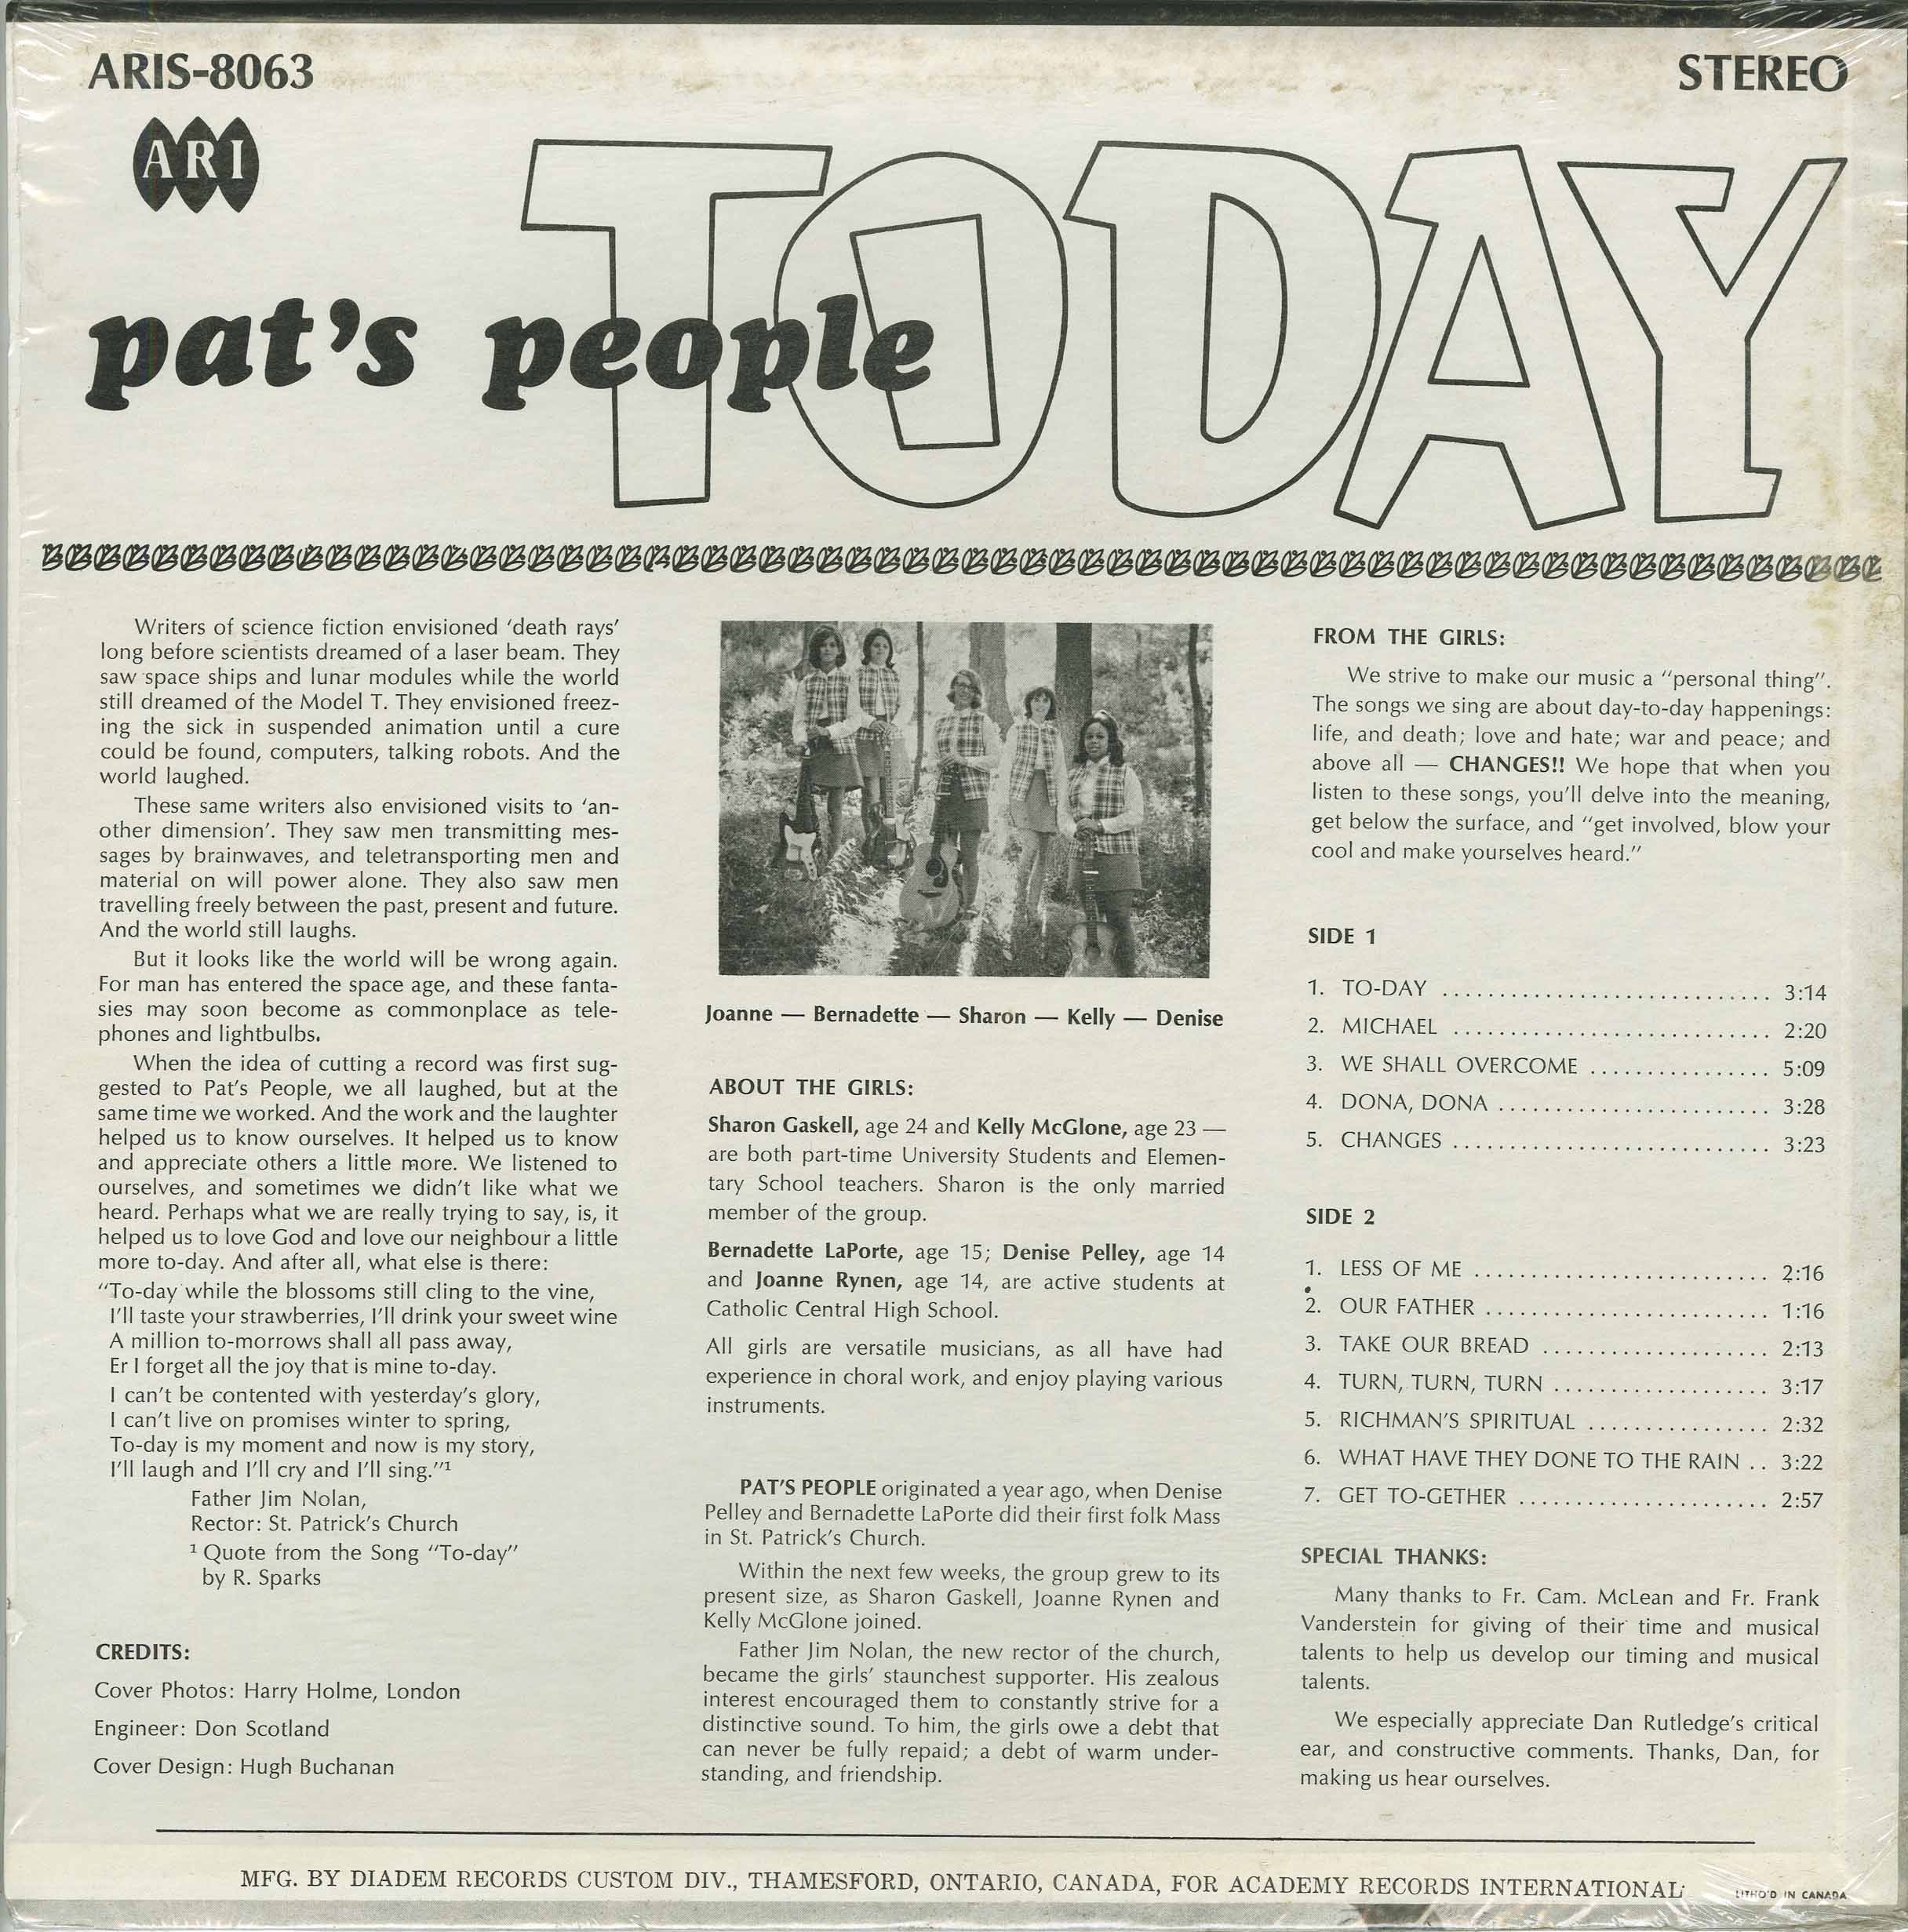 ARIS-8063
STEREO
ARI
TODAY
pat's people
Writers of science fiction envisioned 'death rays'
long before scientists dreamed of a laser beam. They
saw space ships and lunar modules while the world
still dreamed of the Model T. They envisioned freez-
ing the sick in suspended animation until a cure
could be found, computers, talking robots. And the
world laughed.
These same writers also envisioned visits to 'an-
other dimension'. They saw men transmitting mes-
sages by brainwaves, and teletransporting men and
material on will power alone. They also saw men
travelling freely between the past, present and future.
And the world still laughs.
But it looks like the world will be wrong again.
For man has entered the space age, and these fanta-
sies may soon become as commonplace as tele-
phones and lightbulbs.
When the idea of cutting a record was first sug-
gested to Pat's People, we all laughed, but at the
same time we worked. And the work and the laughter
helped us to know ourselves. It helped us to know
and appreciate others a little more. We listened to
ourselves, and sometimes we didn't like what we
heard. Perhaps what we are really trying to say, is, it
helped us to love God and love our neighbour a little
more to-day. And after all, what else is there:
"To-day while the blossoms still cling to the vine,
I'll taste your strawberries, I'll drink your sweet wine
A million to-morrows shall all pass away,
Er I forget all the joy that is mine to-day.
I can't be contented with yesterday's glory,
I can't live on promises winter to spring,
To-day is my moment and now is my story,
I'll laugh and I'll cry and I'll sing."¹
Father Jim Nolan,
Rector: St. Patrick's Church
¹ Quote from the Song "To-day"
by R. Sparks
CREDITS:
Cover Photos: Harry Holme, London
Engineer: Don Scotland
Cover Design: Hugh Buchanan
Joanne — Bernadette — Sharon — Kelly — Denise
ABOUT THE GIRLS:
Sharon Gaskell, age 24 and Kelly McGlone, age 23 —
are both part-time University Students and Elemen-
tary School teachers. Sharon is the only married
member of the group.
Bernadette LaPorte, age 15; Denise Pelley, age 14
and Joanne Rynen, age 14, are active students at
Catholic Central High School.
All girls are versatile musicians, as all have had
experience in choral work, and enjoy playing various
instruments.
PAT'S PEOPLE originated a year ago, when Denise
Pelley and Bernadette LaPorte did their first folk Mass
in St. Patrick's Church.
Within the next few weeks, the group grew to its
present size, as Sharon Gaskell, Joanne Rynen and
Kelly McGlone joined.
Father Jim Nolan, the new rector of the church,
became the girls' staunchest supporter. His zealous
interest encouraged them to constantly strive for a
distinctive sound. To him, the girls owe a debt that
can never be fully repaid; a debt of warm under-
standing, and friendship.
FROM THE GIRLS:
We strive to make our music a "personal thing".
The songs we sing are about day-to-day happenings:
life, and death; love and hate; war and peace; and
above all — CHANGES!! We hope that when you
listen to these songs, you'll delve into the meaning,
get below the surface, and "get involved, blow your
cool and make yourselves heard."
SIDE 1
1. TO-DAY .............................. 3:14
2. MICHAEL ............................. 2:20
3. WE SHALL OVERCOME ................ 5:09
4. DONA, DONA ......................... 3:28
5. CHANGES ............................. 3:23
SIDE 2
1. LESS OF ME ........................... 2:16
2. OUR FATHER .......................... 1:16
3. TAKE OUR BREAD .................... 2:13
4. TURN, TURN, TURN ................... 3:17
5. RICHMAN'S SPIRITUAL ................ 2:32
6. WHAT HAVE THEY DONE TO THE RAIN .. 3:22
7. GET TO-GETHER ...................... 2:57
SPECIAL THANKS:
Many thanks to Fr. Cam. McLean and Fr. Frank
Vanderstein for giving of their time and musical
talents to help us develop our timing and musical
talents.
We especially appreciate Dan Rutledge's critical
ear, and constructive comments. Thanks, Dan, for
making us hear ourselves.
MFG. BY DIADEM RECORDS CUSTOM DIV., THAMESFORD, ONTARIO, CANADA, FOR ACADEMY RECORDS INTERNATIONAL
LITHO'D IN CANADA